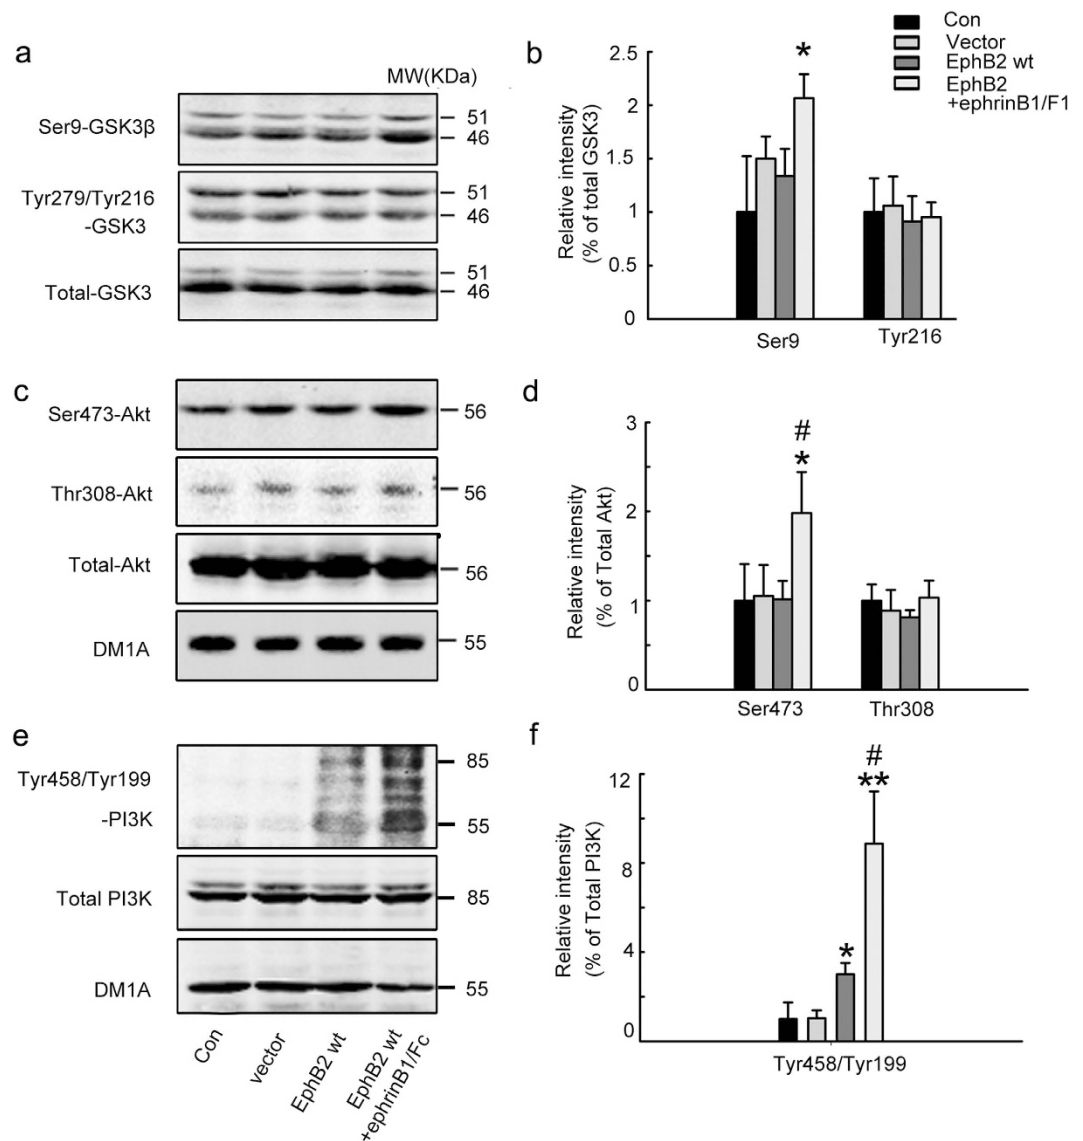 Con
Vector
EphB2 wt
EphB2
+ephrinB1/F1
a
MW(KDa)
Ser9-GSK3β
51
46
Tyr279/Tyr216
-GSK3
51
46
Total-GSK3
51
46
b
Relative intensity
(% of total GSK3)
2.5
2
1.5
1
0.5
0
*
Ser9
Tyr216
c
Ser473-Akt
56
Thr308-Akt
56
Total-Akt
56
DM1A
55
d
Relative intensity
(% of Total Akt)
3
2
1
0
#
*
Ser473
Thr308
e
Tyr458/Tyr199
-PI3K
85
55
Total PI3K
85
DM1A
55
Con
vector
EphB2 wt
EphB2 wt
+ephrinB1/Fc
f
Relative intensity
(% of Total PI3K)
12
8
4
0
*
#
**
Tyr458/Tyr199